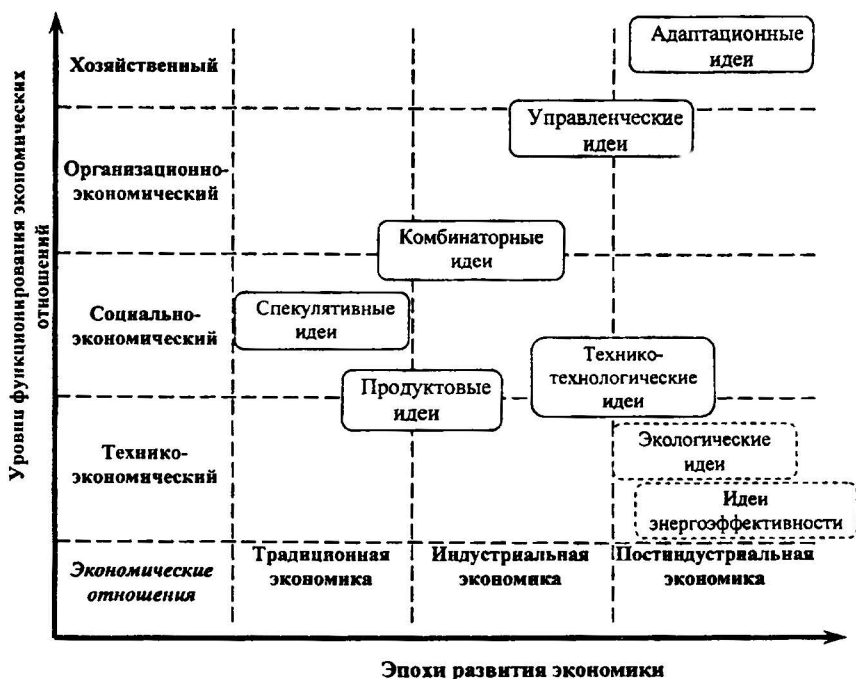 Уровни функционирования экономических
отношений
Хозяйственный
Адаптационные
идеи
Управленческие
идеи
Организационно-
экономический
Комбинаторные
идеи
Социально-
экономический
Спекулятивные
идеи
Технико-
технологические
идеи
Продуктовые
идеи
Технико-
экономический
Экологические
идеи
Идеи
энергоэффективности
Экономические
отношения
Традиционная
экономика
Индустриальная
экономика
Постиндустриальная
экономика
Эпохи развития экономики